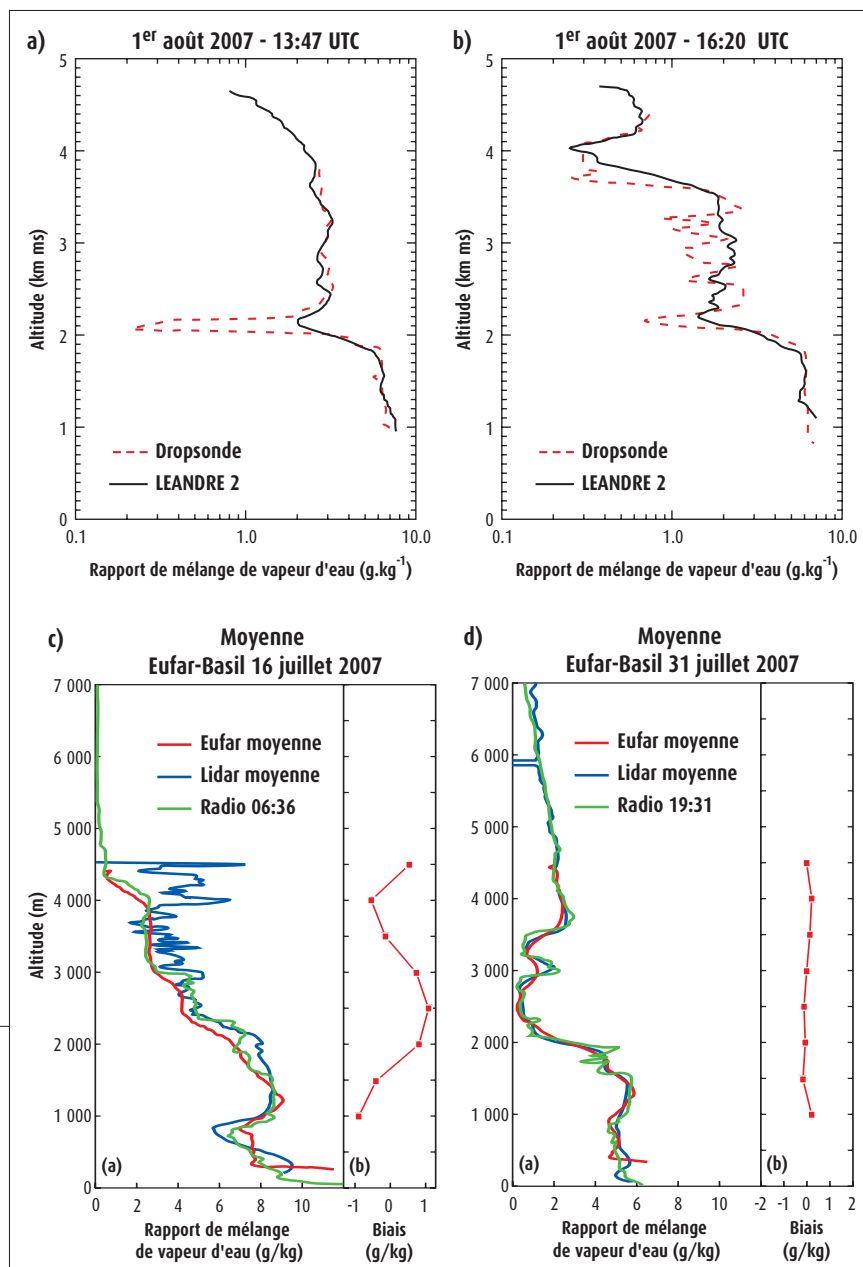 a)
1er août 2007 - 13:47 UTC
5
4
3
2
1
0
Altitude (km ms)
Dropsonde
LEANDRE 2
0.1
1.0
10.0
Rapport de mélange de vapeur d'eau (g.kg-1)
b)
1er août 2007 - 16:20 UTC
5
4
3
2
1
0
Altitude (km ms)
Dropsonde
LEANDRE 2
0.1
1.0
10.0
Rapport de mélange de vapeur d'eau (g.kg-1)
c)
Moyenne
Eufar-Basil 16 juillet 2007
7 000
6 000
5 000
4 000
3 000
2 000
1 000
0
Altitude (m)
Eufar moyenne
Lidar moyenne
Radio 06:36
(a)
(b)
0 2 4 6 8 10
-1 0 1
Rapport de mélange
de vapeur d'eau (g/kg)
Biais
(g/kg)
d)
Moyenne
Eufar-Basil 31 juillet 2007
7 000
6 000
5 000
4 000
3 000
2 000
1 000
0
Eufar moyenne
Lidar moyenne
Radio 19:31
(a)
(b)
0 2 4 6 8 10
-2 -1 0 1 2
Rapport de mélange
de vapeur d'eau (g/kg)
Biais
(g/kg)